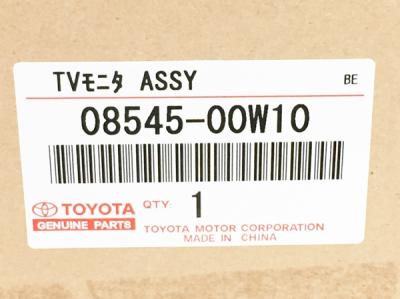 TVモニタ ASSY BE
08545-00W10
TOYOTA QTY: 1
GENUINE PARTS
TOYOTA MOTOR CORPORATION
MADE IN CHINA